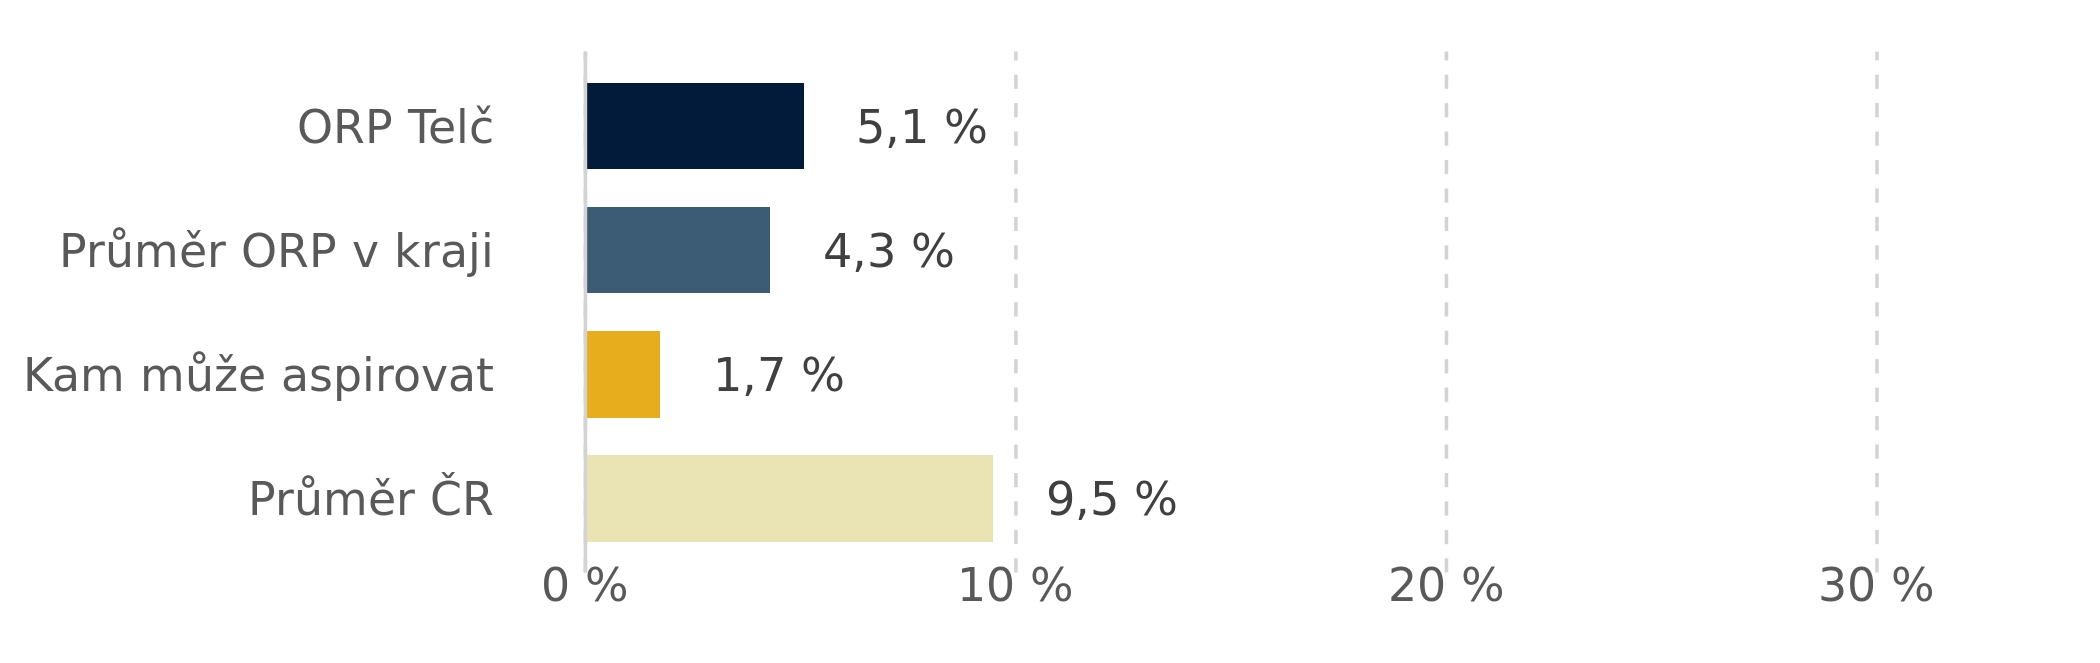 ORP Telč 5,1 %
Průměr ORP v kraji 4,3 %
Kam může aspirovat 1,7 %
Průměr ČR 9,5 %
0 % 10 % 20 % 30 %